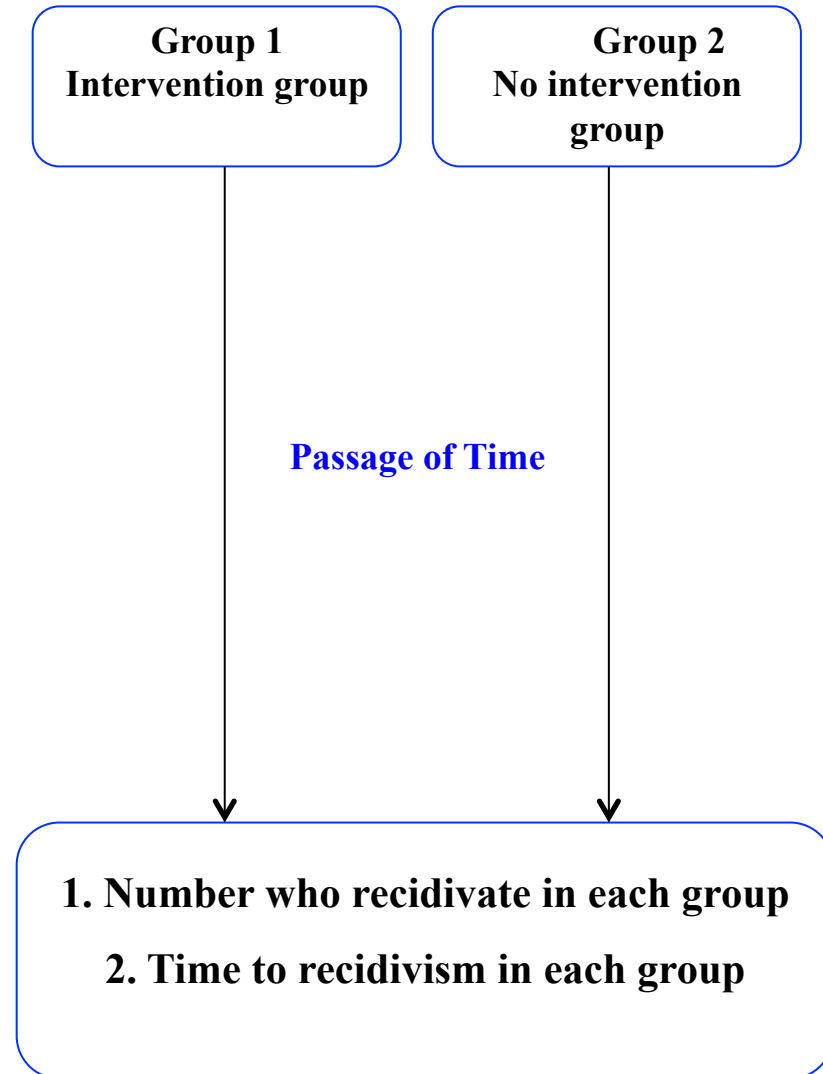 Group 1
Intervention group
Group 2
No intervention
group
Passage of Time
1. Number who recidivate in each group
2. Time to recidivism in each group